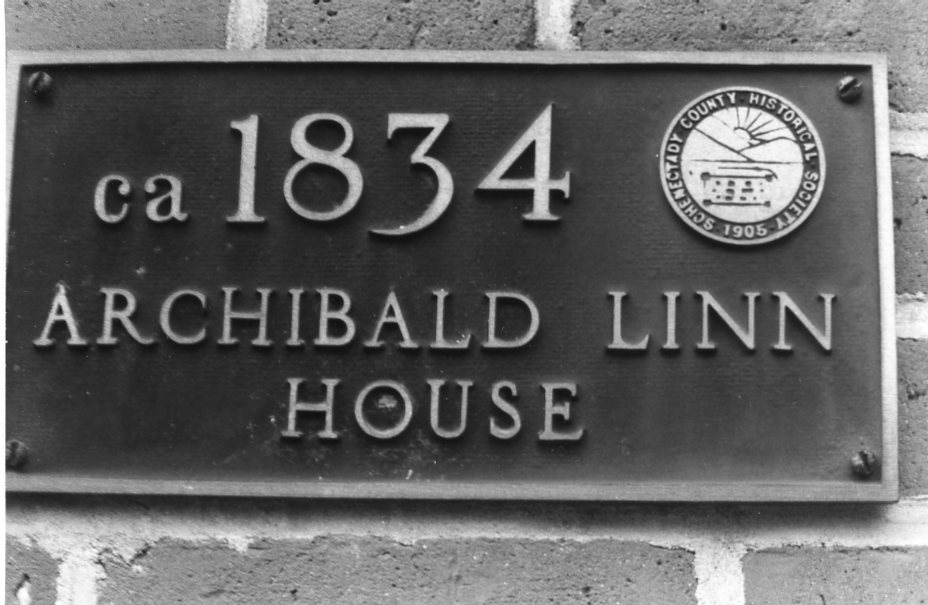 ca 1834
SCHENECTADY COUNTY HISTORICAL SOCIETY
1905
ARCHIBALD LINN
HOUSE